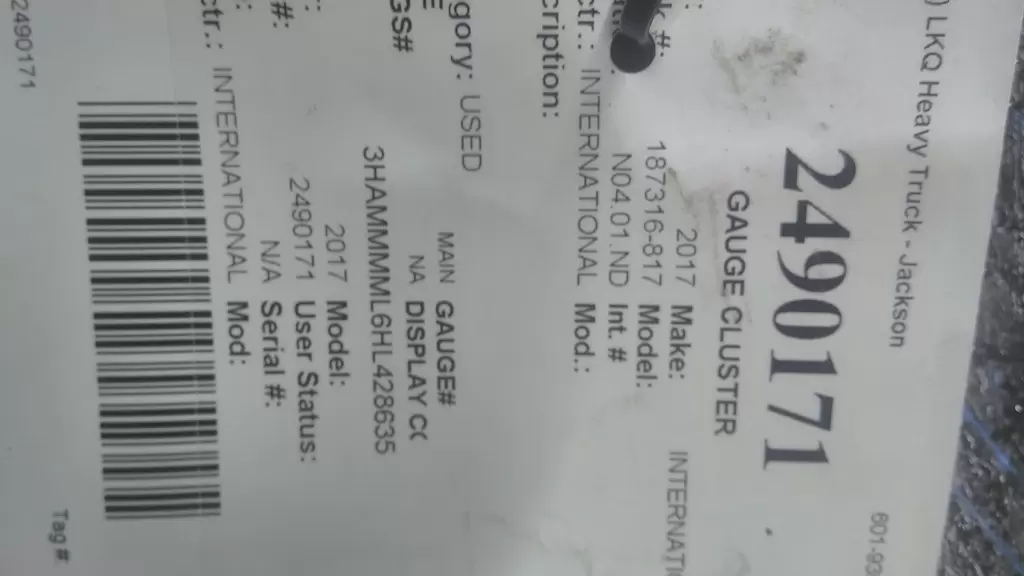 ) LKQ Heavy Truck - Jackson 601-93
2490171
GAUGE CLUSTER
: 2017 Make: INTERNATI
k #: 187316-817 Model:
N04.01.ND Int. #
ctr.: INTERNATIONAL Mod.:
cription:
gory: USED
E MAIN GAUGE#
GS# NA DISPLAY C
3HAMMMML6HL428635
: 2017 Model:
#: 2490171 User Status:
: N/A Serial #:
ctr.: INTERNATIONAL Mod:
Tag#:
2490171